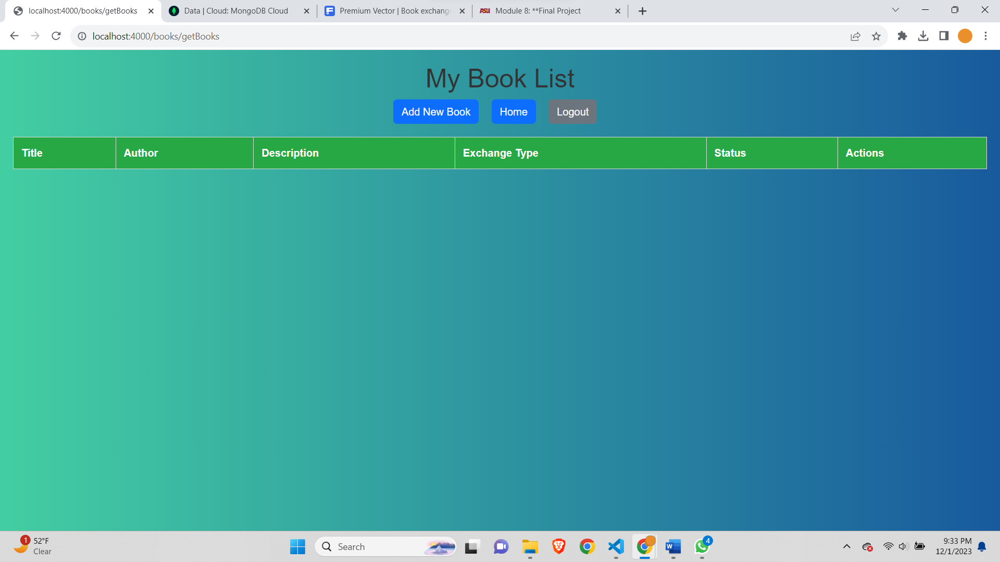 localhost:4000/books/getBooks
Data | Cloud: MongoDB Cloud
Premium Vector | Book exchang
ASU Module 8: **Final Project
localhost:4000/books/getBooks
My Book List
Add New Book Home Logout
Title Author Description Exchange Type Status Actions
1 52°F
Clear
Search
W
4
9:33 PM
12/1/2023